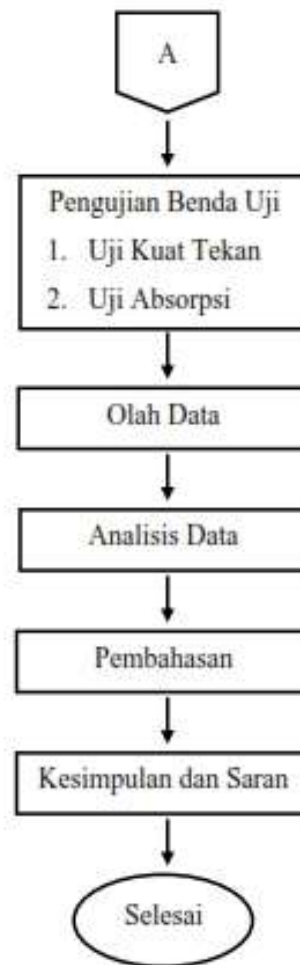 A
Pengujian Benda Uji
1. Uji Kuat Tekan
2. Uji Absorpsi
Olah Data
Analisis Data
Pembahasan
Kesimpulan dan Saran
Selesai